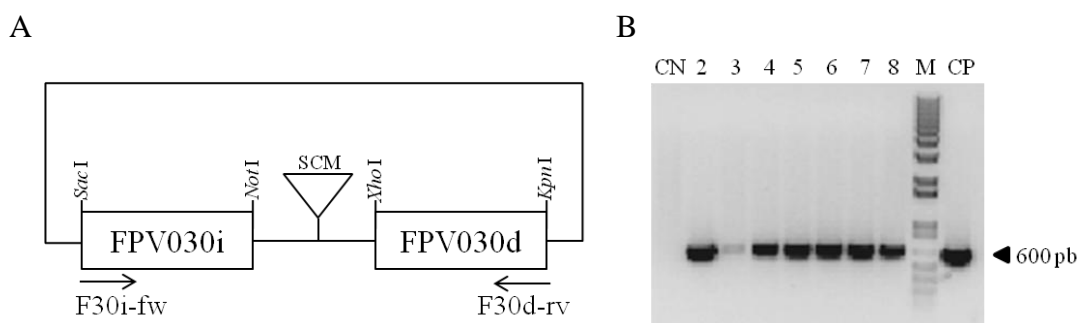 A
SacI
NotI
SCM
XhoI
KpnI
FPV030i
FPV030d
F30i-fw
F30d-rv
B
CN 2 3 4 5 6 7 8 M CP
600 pb